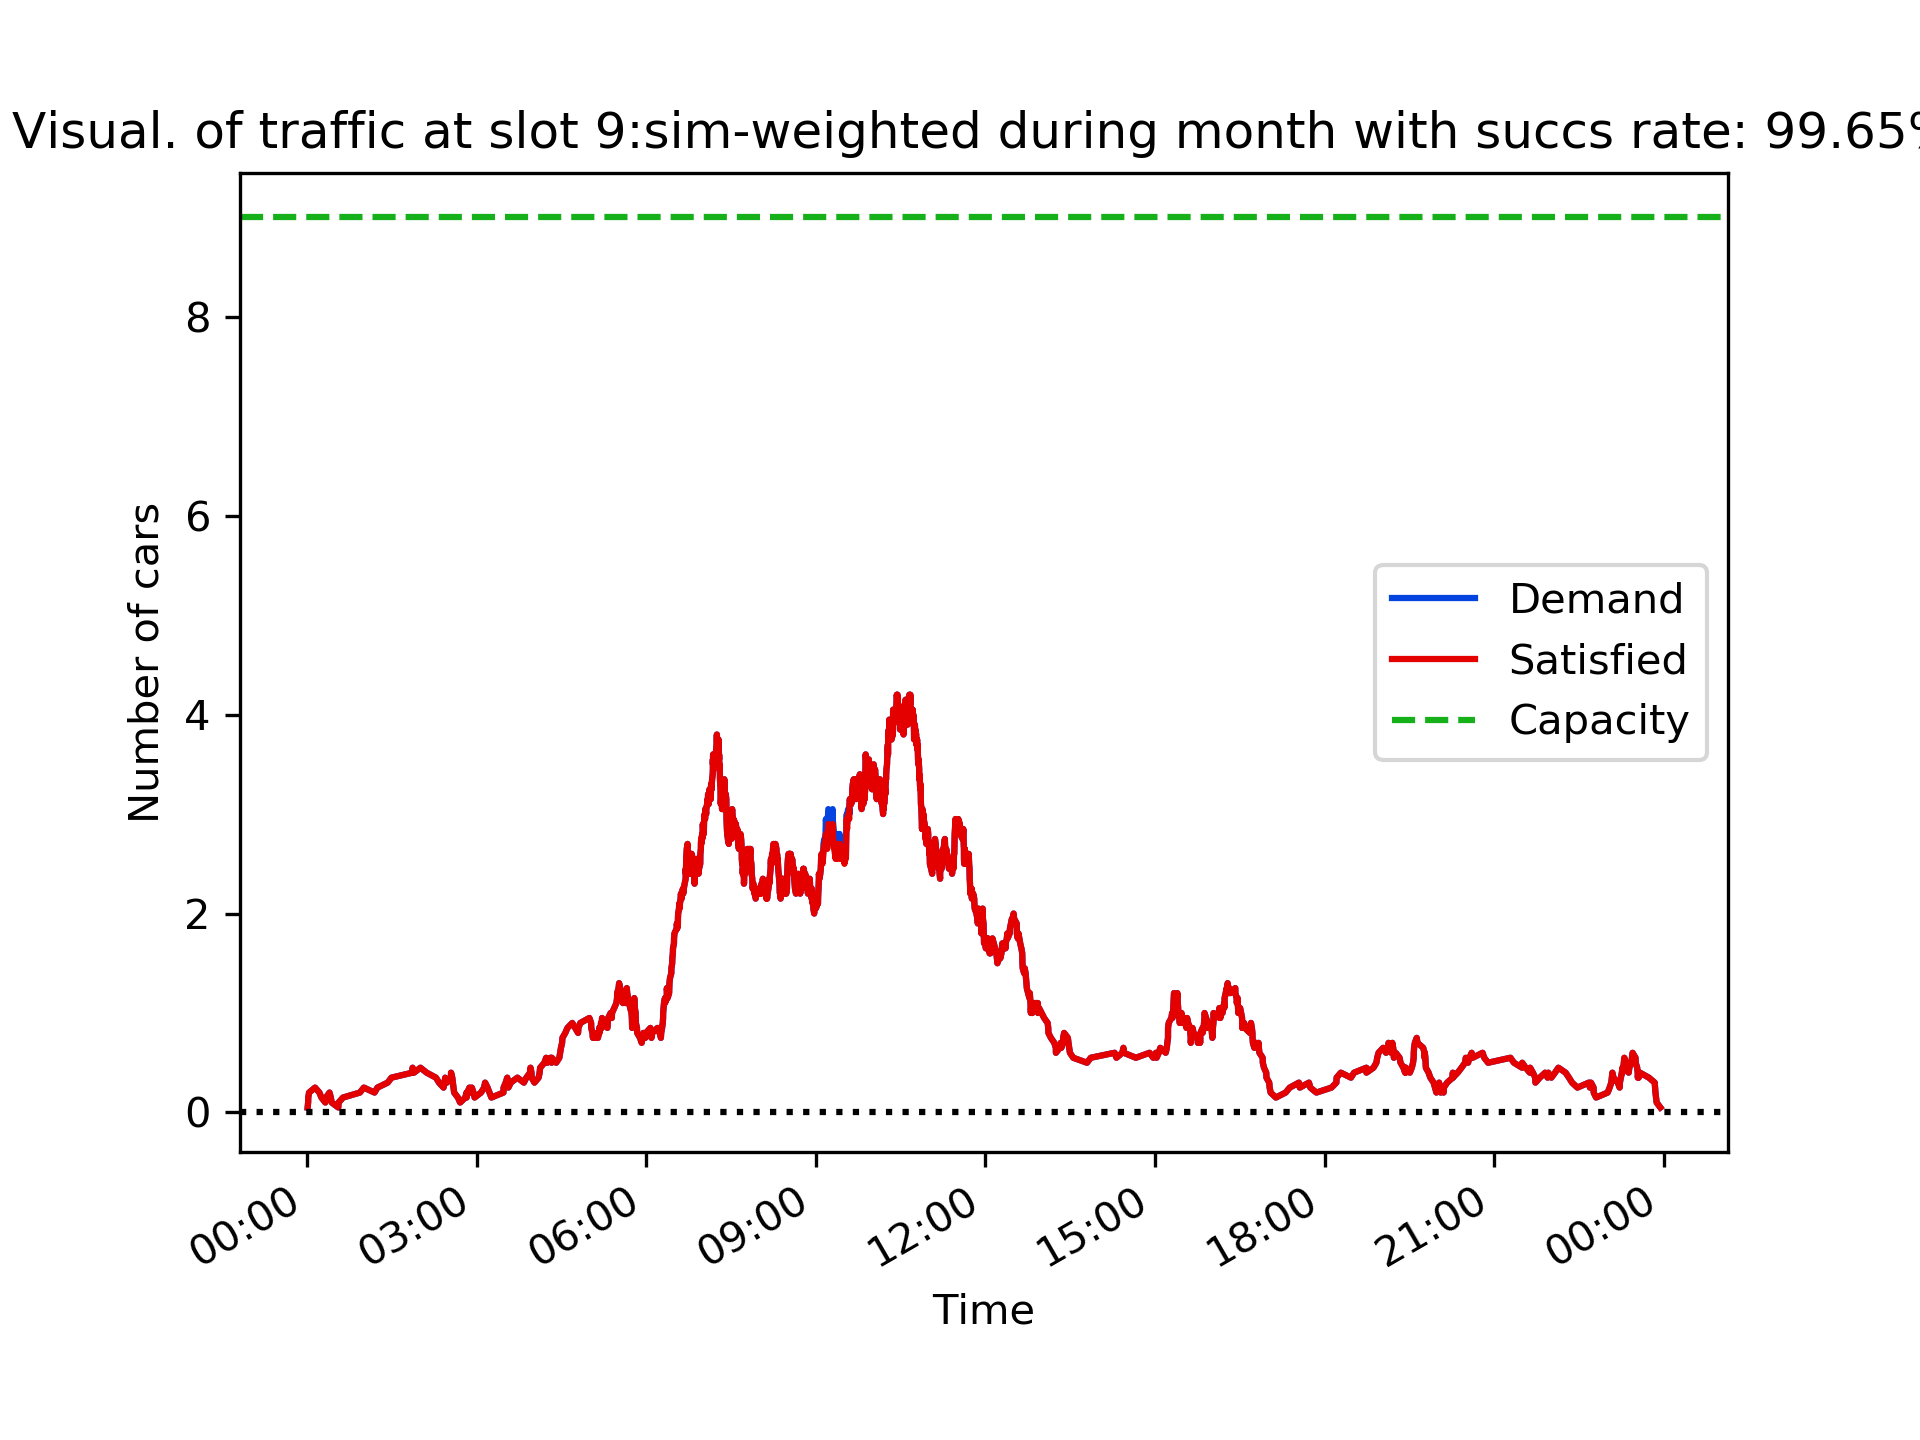 Visual. of traffic at slot 9:sim-weighted during month with succs rate: 99.65%
8
6
4
2
0
Number of cars
Demand
Satisfied
Capacity
00:00
03:00
06:00
09:00
12:00
15:00
18:00
21:00
00:00
Time